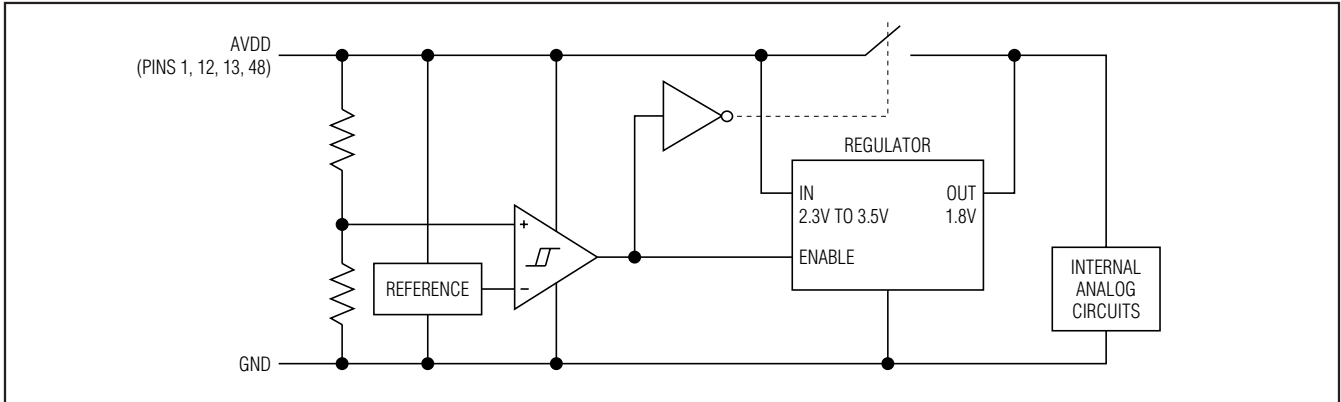 AVDD
(PINS 1, 12, 13, 48)
REGULATOR
IN
OUT
2.3V TO 3.5V
1.8V
+
ENABLE
REFERENCE
−
INTERNAL
ANALOG
CIRCUITS
GND